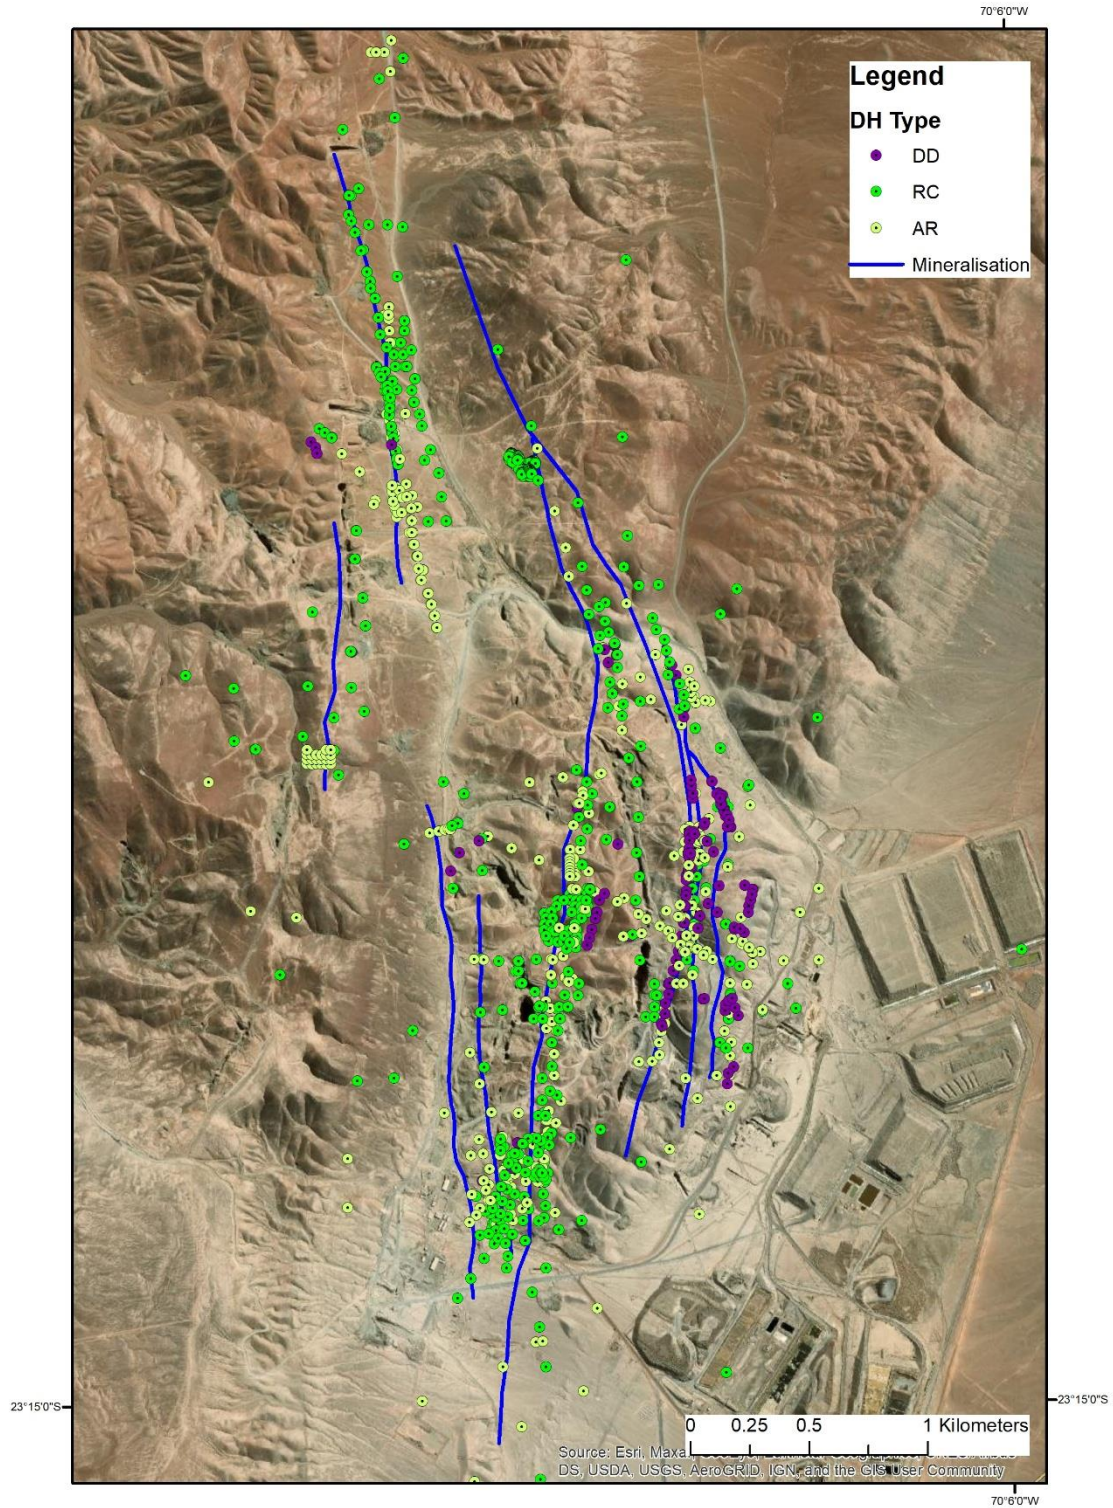 70°6'0"W
Legend
DH Type
DD
RC
AR
Mineralisation
23°15'0"S
23°15'0"S
0 0.25 0.5 1 Kilometers
Source: Esri, Maxar,
DS, USDA, USGS, AeroGRID, IGN, and the GIS User Community
70°6'0"W